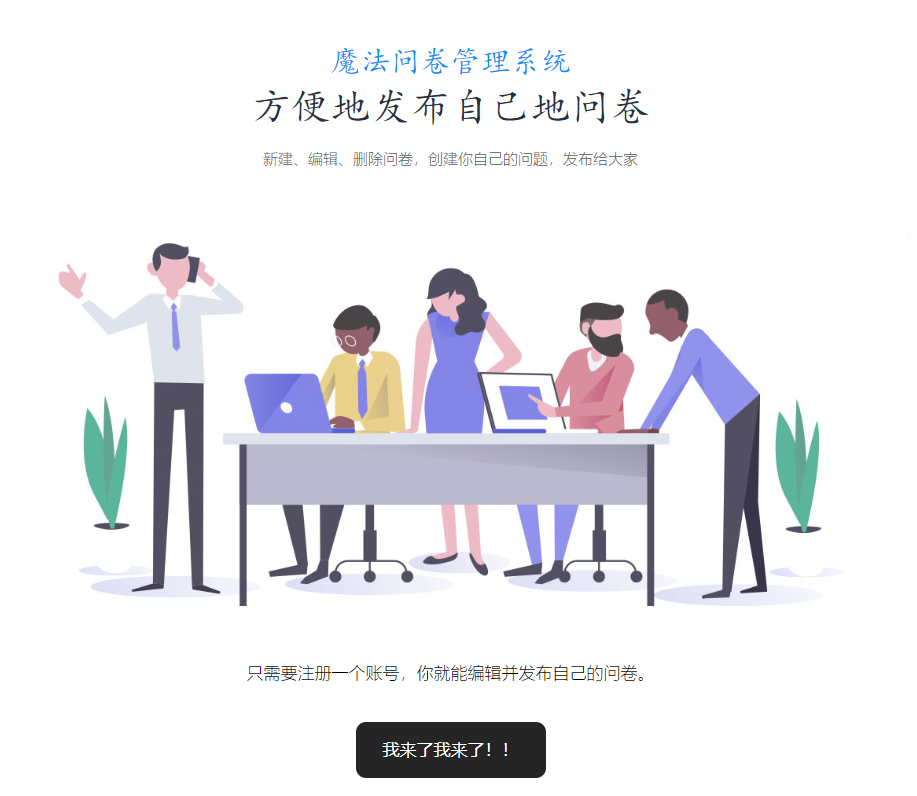 魔法问卷管理系统
方便地发布自己地问卷
新建、编辑、删除问卷，创建你自己的问题，发布给大家
只需要注册一个账号，你就能编辑并发布自己的问卷。
我来了我来了！！